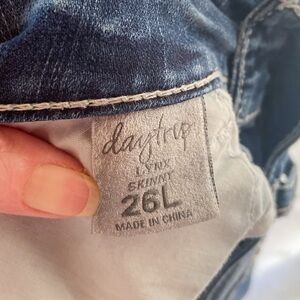 daytrip
LYNX
SKINNY
26L
MADE IN CHINA